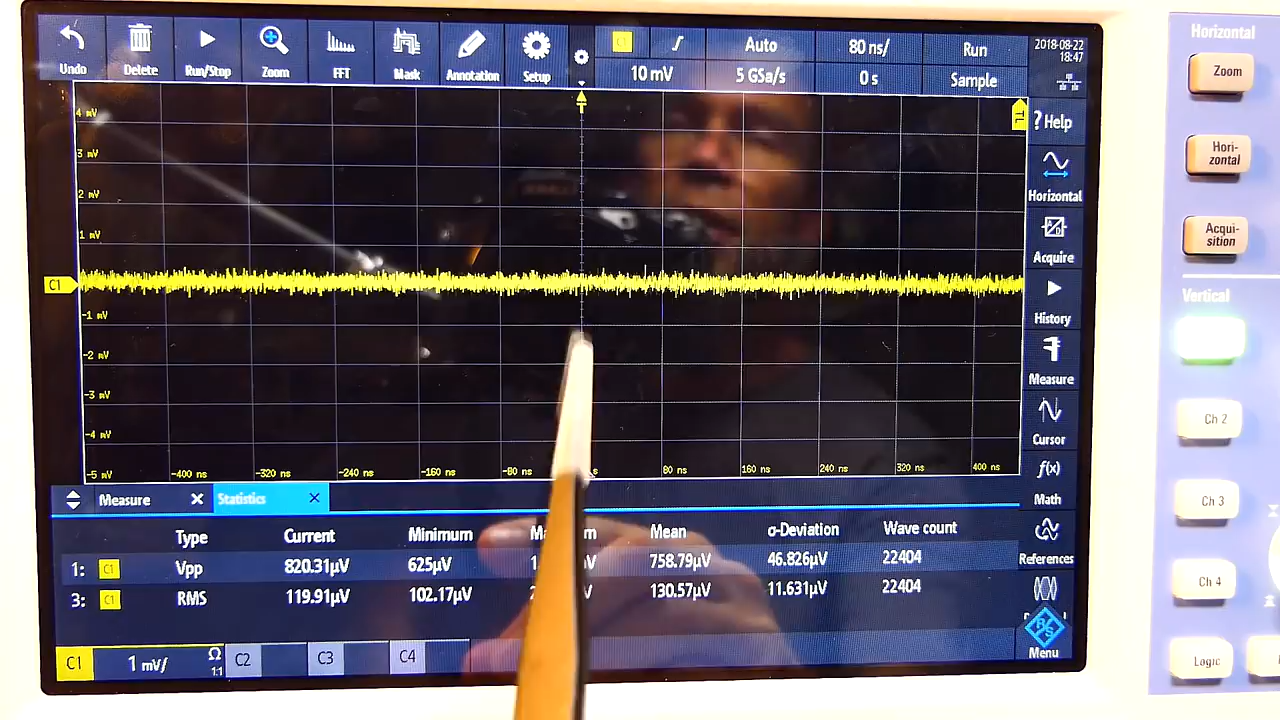 Undo Delete Run/Stop Zoom FFT Mask Annotation Setup
C1 Auto 80 ns/ Run 2018-08-22
18:47
10 mV 5 GSa/s 0 s Sample
TL
4 mV
3 mV
2 mV
1 mV
C1
-1 mV
-2 mV
-3 mV
-4 mV
-5 mV -400 ns -320 ns -240 ns -160 ns -80 ns 80 ns 160 ns 240 ns 320 ns 400 ns
? Help
Horizontal
Acquire
History
Measure
Cursor
f(x)
Math
References
R&S
Menu
Measure X Statistics X
Type Current Minimum Mean σ-Deviation Wave count
1: C1 Vpp 820.31µV 625µV 758.79µV 46.826µV 22404
3: C1 RMS 119.91µV 102.17µV 130.57µV 11.631µV 22404
C1 1 mV/ Ω 1:1 C2 C3 C4
Horizontal
Zoom
Hori-
zontal
Acqui-
sition
Vertical
Ch 2
Ch 3
Ch 4
Logic